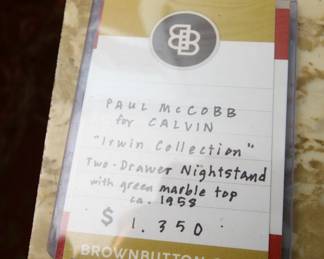 PAUL McCOBB
for CALVIN
"Irwin Collection"
Two-Drawer Nightstand
with green marble top
ca. 1958
$ 1,350
BROWNBUTTON